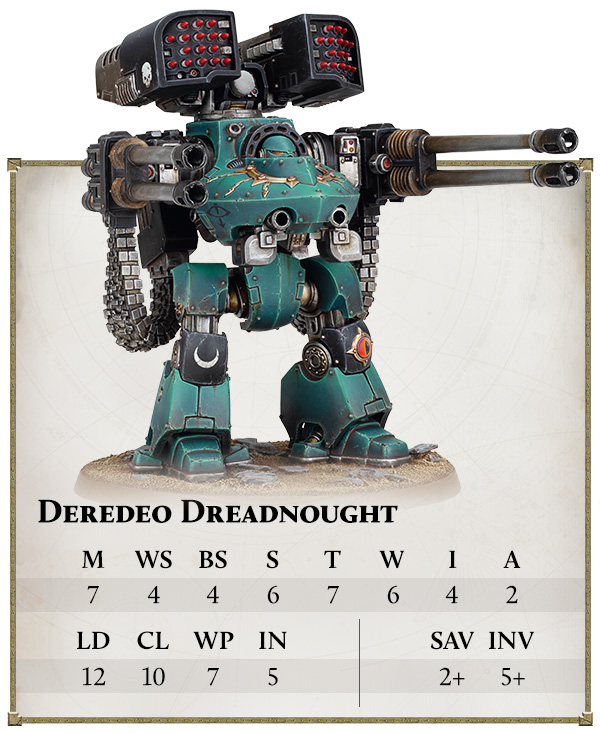 Deredeo Dreadnought
M WS BS S T W I A
7 4 4 6 7 6 4 2
LD CL WP IN SAV INV
12 10 7 5 2+ 5+